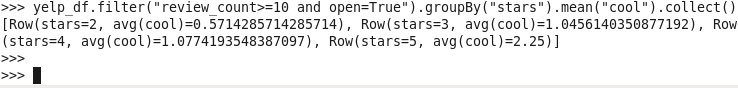 >>> yelp_df.filter("review_count>=10 and open=True").groupBy("stars").mean("cool").collect()
[Row(stars=2, avg(cool)=0.5714285714285714), Row(stars=3, avg(cool)=1.0456140350877192), Row
(stars=4, avg(cool)=1.0774193548387097), Row(stars=5, avg(cool)=2.25)]
>>>
>>>